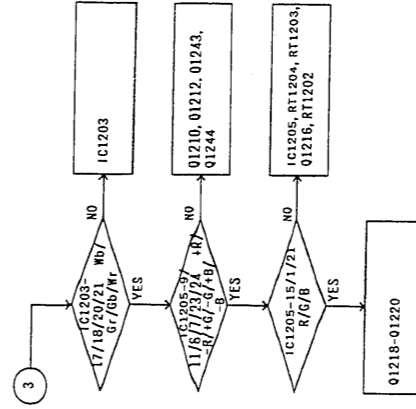 3
IC1203-
17/18/20/21 Wb/
Gr/Gb/Wr
NO
IC1203
YES
IC1205-9/
11/6/7/23/24 +R/
-R/+G/-G/+B/
-B
NO
Q1210, Q1212, Q1243,
Q1244
YES
IC1205-15/1/21
R/G/B
NO
IC1205, RT1204, RT1203,
Q1216, RT1202
YES
Q1218-Q1220